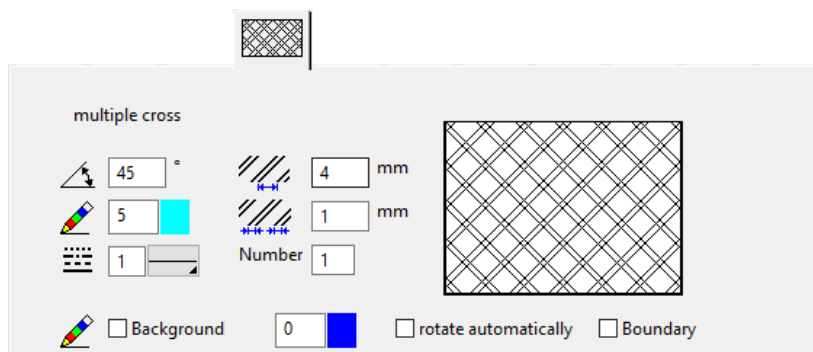 multiple cross
45 ° 4 mm
5 1 mm
1 Number 1
Background 0 rotate automatically Boundary